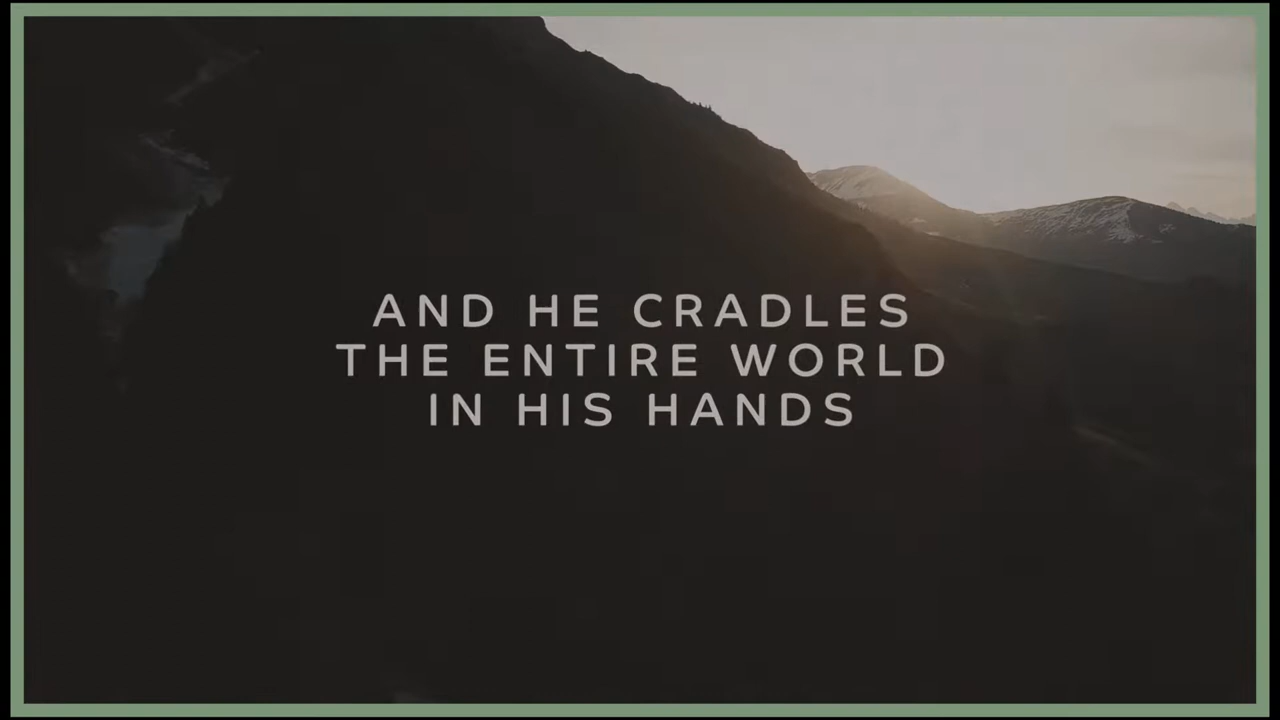 AND HE CRADLES
THE ENTIRE WORLD
IN HIS HANDS